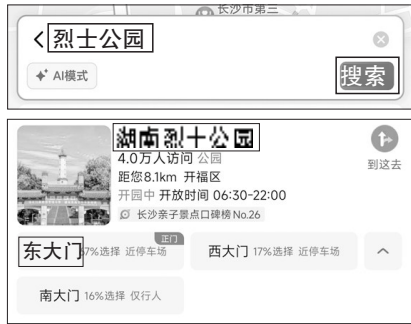 长沙市第三
烈士公园
AI模式
搜索
湖南烈士公园
4.0万人访问 公园
距您8.1km 开福区
到这去
开园中 开放时间 06:30-22:00
长沙亲子景点口碑榜No.26
正门
东大门 67%选择 近停车场
西大门 17%选择 近停车场
南大门 16%选择 仅行人